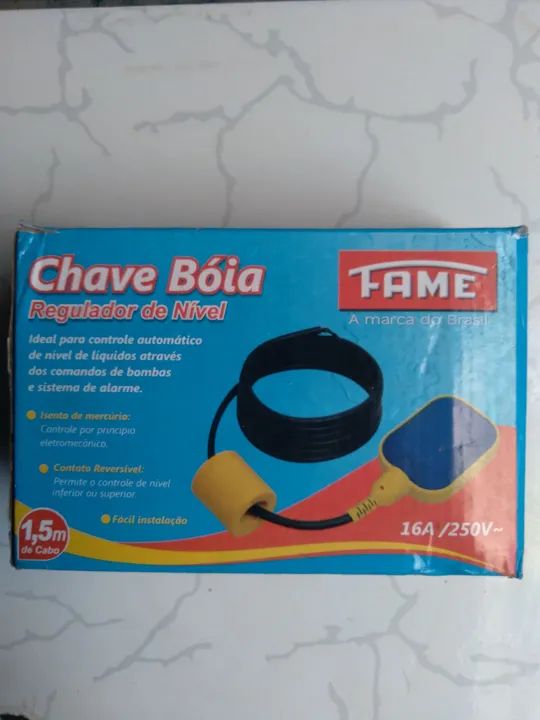 Chave Bóia
Regulador de Nível
Ideal para controle automático
de nível de líquidos através
dos comandos de bombas
e sistema de alarme.
Isento de mercúrio:
Controle por princípio
eletromecânico.
Contato Reversível:
Permite o controle de nível
inferior ou superior.
Fácil instalação
1,5m
de Cabo
FAME
A marca do Brasil
16A /250V~